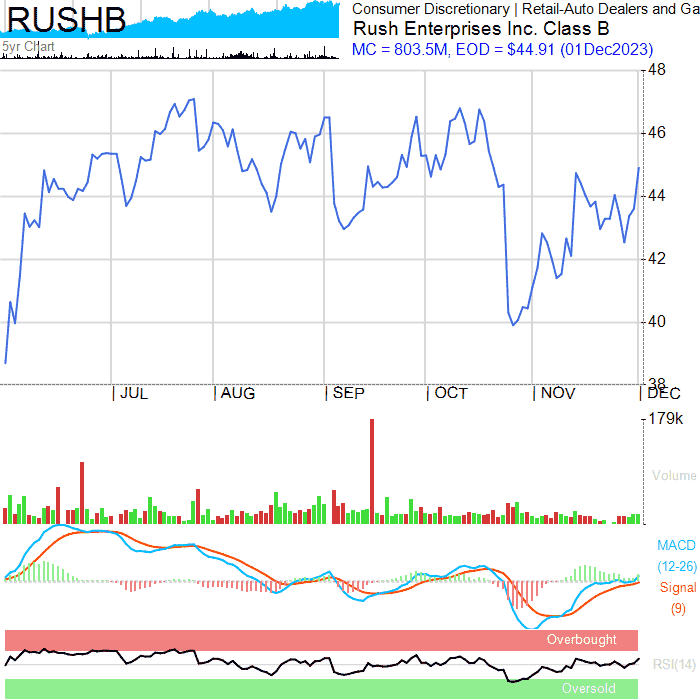 RUSHB
5yr Chart
Consumer Discretionary | Retail-Auto Dealers and Ga
Rush Enterprises Inc. Class B
MC = 803.5M, EOD = $44.91 (01Dec2023)
48
46
44
42
40
38
JUL AUG SEP OCT NOV DEC
179k
Volume
MACD
(12-26)
Signal
(9)
Overbought
RSI(14)
Oversold